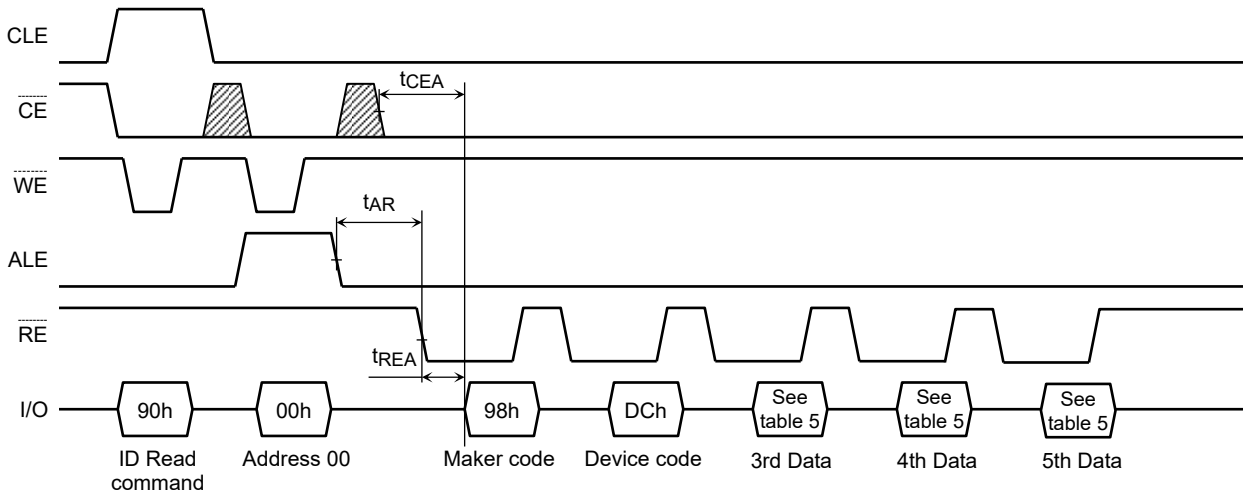 CLE
tCEA
CE
WE
tAR
ALE
RE
tREA
I/O
90h
00h
98h
DCh
See
table 5
See
table 5
See
table 5
ID Read
command
Address 00
Maker code
Device code
3rd Data
4th Data
5th Data